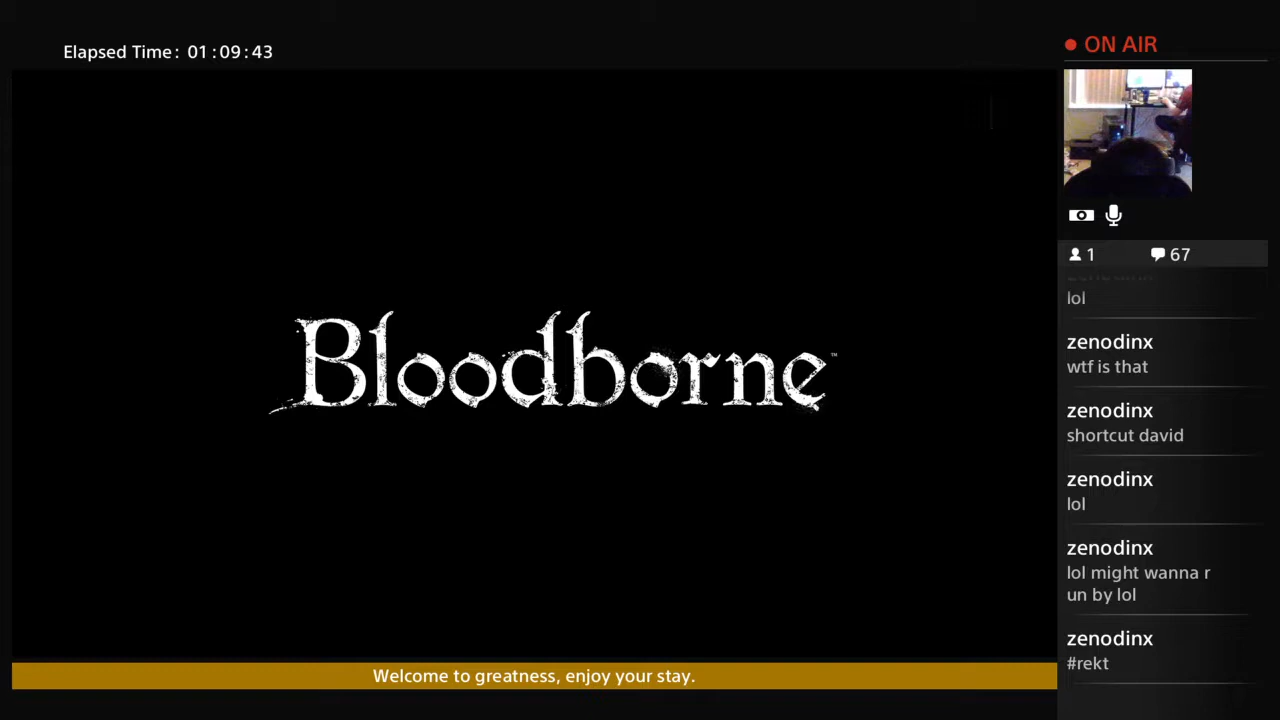 Elapsed Time: 01:09:43
ON AIR
1 67
lol
zenodinx
wtf is that
zenodinx
shortcut david
zenodinx
lol
zenodinx
lol might wanna r
un by lol
zenodinx
#rekt
Bloodborne™
Welcome to greatness, enjoy your stay.